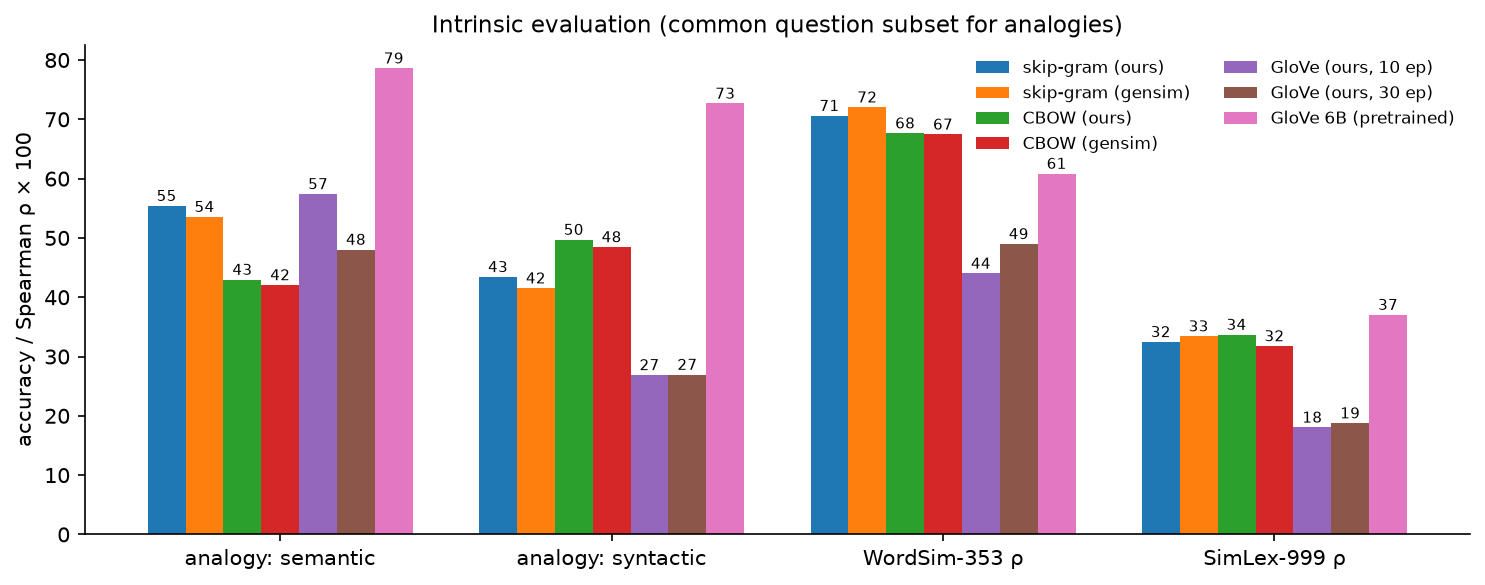 Intrinsic evaluation (common question subset for analogies)
accuracy / Spearman ρ × 100
80
70
60
50
40
30
20
10
0
skip-gram (ours)
skip-gram (gensim)
CBOW (ours)
CBOW (gensim)
GloVe (ours, 10 ep)
GloVe (ours, 30 ep)
GloVe 6B (pretrained)
55 54 43 42 57 48 79
43 42 50 48 27 27 73
71 72 68 67 44 49 61
32 33 34 32 18 19 37
analogy: semantic
analogy: syntactic
WordSim-353 ρ
SimLex-999 ρ